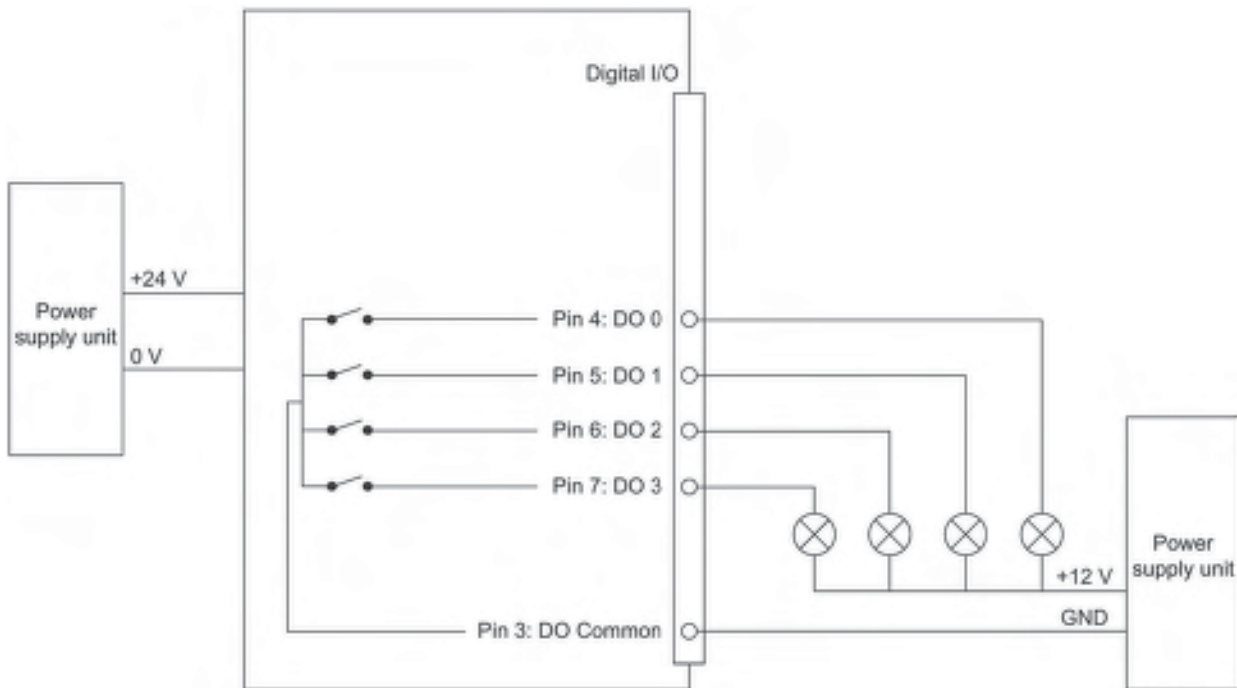 Digital I/O
+24 V
Power
supply unit
0 V
Pin 4: DO 0
Pin 5: DO 1
Pin 6: DO 2
Pin 7: DO 3
+12 V
Power
supply unit
GND
Pin 3: DO Common